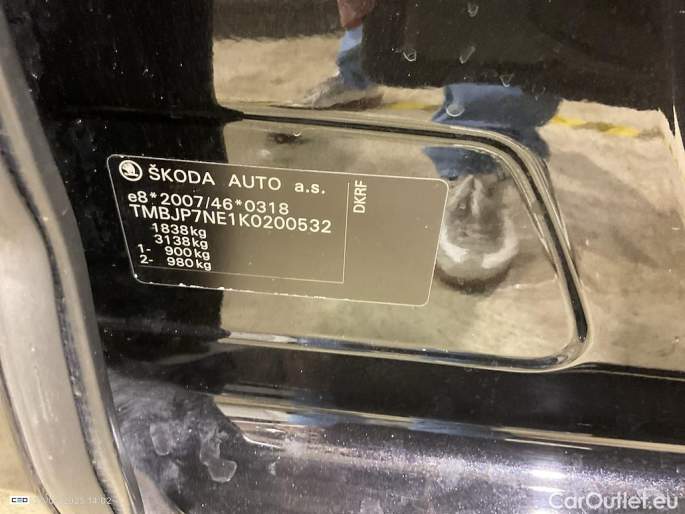 ŠKODA AUTO a.s.
e8*2007/46*0318
TMBJP7NE1K0200532
1838kg
3138kg
1- 900kg
2- 980kg
DKRF
CarOutlet.eu